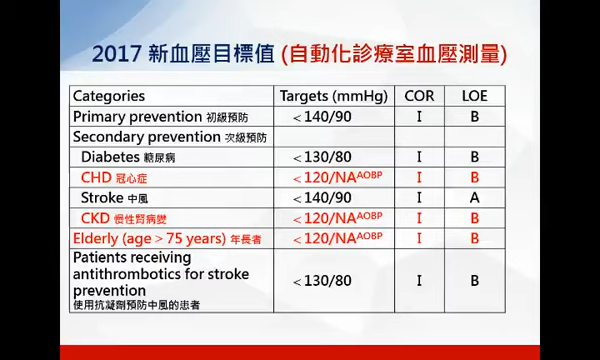 2017 新血壓目標值 (自動化診療室血壓測量)
Categories Targets (mmHg) COR LOE
Primary prevention 初級預防 <140/90 I B
Secondary prevention 次級預防
Diabetes 糖尿病 <130/80 I B
CHD 冠心症 <120/NAᴬᴼᴮᴾ I B
Stroke 中風 <140/90 I A
CKD 慢性腎病變 <120/NAᴬᴼᴮᴾ I B
Elderly (age > 75 years) 年長者 <120/NAᴬᴼᴮᴾ I B
Patients receiving
antithrombotics for stroke
prevention <130/80 I B
使用抗凝劑預防中風的患者